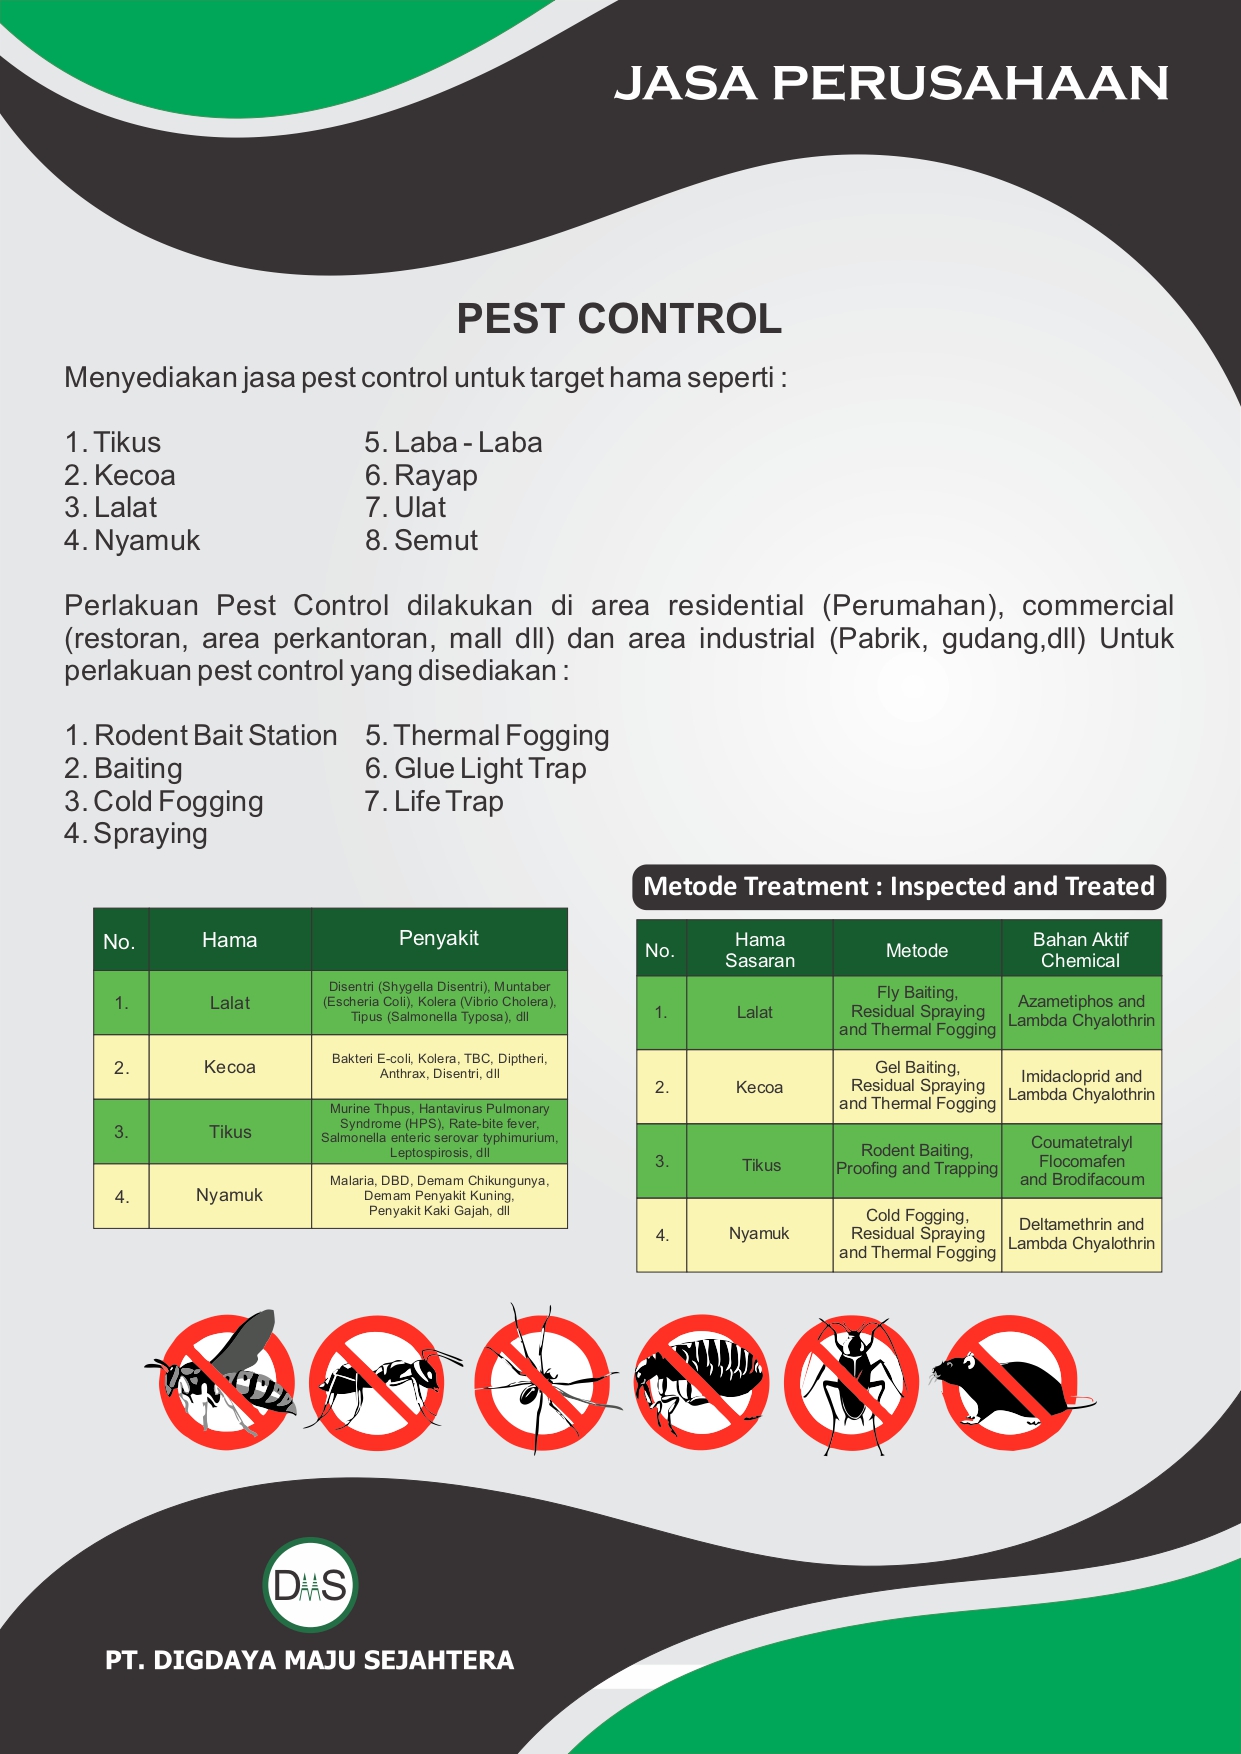 JASA PERUSAHAAN
PEST CONTROL
Menyediakan jasa pest control untuk target hama seperti :
1. Tikus
2. Kecoa
3. Lalat
4. Nyamuk
5. Laba - Laba
6. Rayap
7. Ulat
8. Semut
Perlakuan Pest Control dilakukan di area residential (Perumahan), commercial
(restoran, area perkantoran, mall dll) dan area industrial (Pabrik, gudang,dll) Untuk
perlakuan pest control yang disediakan :
1. Rodent Bait Station
2. Baiting
3. Cold Fogging
4. Spraying
5. Thermal Fogging
6. Glue Light Trap
7. Life Trap
No. Hama Penyakit
1. Lalat
Disentri (Shygella Disentri), Muntaber
(Escheria Coli), Kolera (Vibrio Cholera),
Tipus (Salmonella Typosa), dll
2. Kecoa
Bakteri E-coli, Kolera, TBC, Diptheri,
Anthrax, Disentri, dll
3. Tikus
Murine Thpus, Hantavirus Pulmonary
Syndrome (HPS), Rate-bite fever,
Salmonella enteric serovar typhimurium,
Leptospirosis, dll
4. Nyamuk
Malaria, DBD, Demam Chikungunya,
Demam Penyakit Kuning,
Penyakit Kaki Gajah, dll
Metode Treatment : Inspected and Treated
No.
Hama
Sasaran
Metode
Bahan Aktif
Chemical
1.
Lalat
Fly Baiting,
Residual Spraying
and Thermal Fogging
Azametiphos and
Lambda Chyalothrin
2.
Kecoa
Gel Baiting,
Residual Spraying
and Thermal Fogging
Imidacloprid and
Lambda Chyalothrin
3.
Tikus
Rodent Baiting,
Proofing and Trapping
Coumatetralyl
Flocomafen
and Brodifacoum
4.
Nyamuk
Cold Fogging,
Residual Spraying
and Thermal Fogging
Deltamethrin and
Lambda Chyalothrin
DMS
PT. DIGDAYA MAJU SEJAHTERA